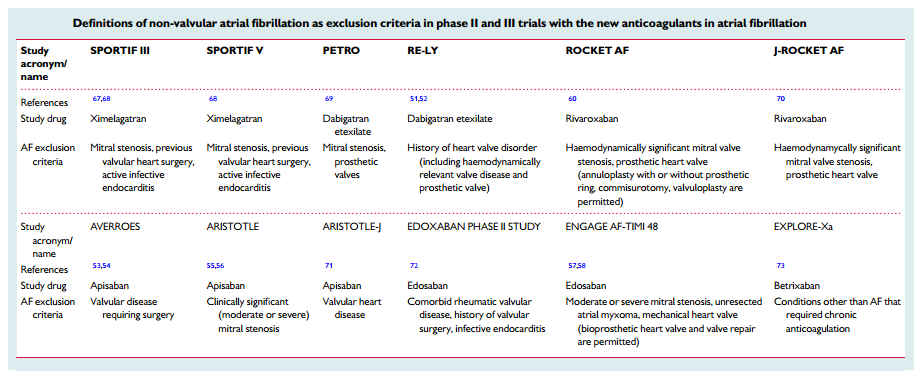 Definitions of non-valvular atrial fibrillation as exclusion criteria in phase II and III trials with the new anticoagulants in atrial fibrillation
Study acronym/name SPORTIF III SPORTIF V PETRO RE-LY ROCKET AF J-ROCKET AF
References 67,68 68 69 51,52 60 70
Study drug Ximelagatran Ximelagatran Dabigatran etexilate Dabigatran etexilate Rivaroxaban Rivaroxaban
AF exclusion criteria
Mitral stenosis, previous
valvular heart surgery,
active infective
endocarditis
Mitral stenosis, previous
valvular heart surgery,
active infective
endocarditis
Mitral stenosis,
prosthetic
valves
History of heart valve disorder
(including haemodynamically
relevant valve disease and
prosthetic valve)
Haemodynamically significant mitral valve
stenosis, prosthetic heart valve
(annuloplasty with or without prosthetic
ring, commisurotomy, valvuloplasty are
permitted)
Haemodynamycally significant
mitral valve stenosis,
prosthetic heart valve
Study acronym/name AVERROES ARISTOTLE ARISTOTLE-J EDOXABAN PHASE II STUDY ENGAGE AF-TIMI 48 EXPLORE-Xa
References 53,54 55,56 71 72 57,58 73
Study drug Apisaban Apisaban Apisaban Edosaban Edosaban Betrixaban
AF exclusion criteria
Valvular disease
requiring surgery
Clinically significant
(moderate or severe)
mitral stenosis
Valvular heart
disease
Comorbid rheumatic valvular
disease, history of valvular
surgery, infective endocarditis
Moderate or severe mitral stenosis, unresected
atrial myxoma, mechanical heart valve
(bioprosthetic heart valve and valve repair
are permitted)
Conditions other than AF that
required chronic
anticoagulation